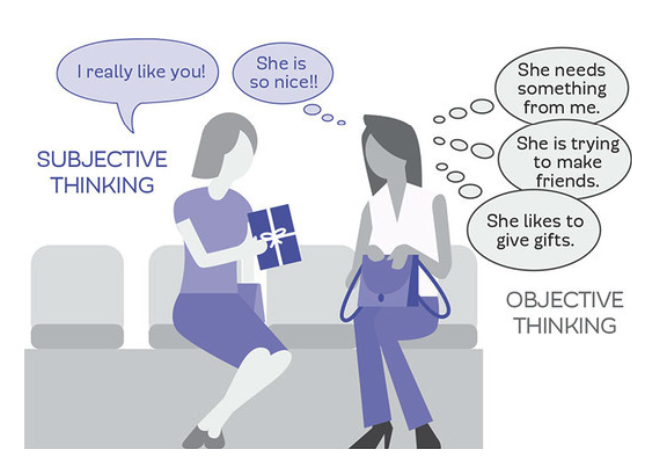 I really like you!
She is
so nice!!
She needs
something
from me.
She is trying
to make
friends.
She likes to
give gifts.
SUBJECTIVE
THINKING
OBJECTIVE
THINKING